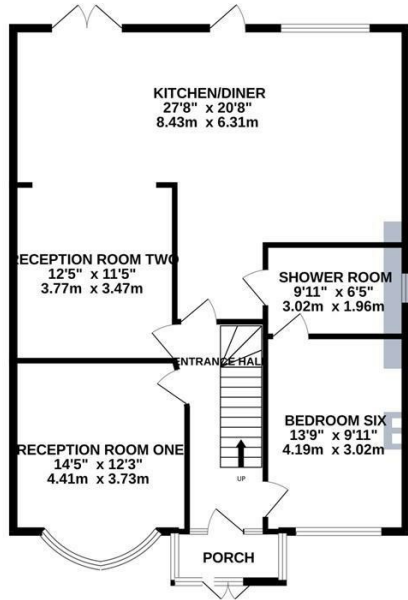 KITCHEN/DINER
27'8" x 20'8"
8.43m x 6.31m
RECEPTION ROOM TWO
12'5" x 11'5"
3.77m x 3.47m
SHOWER ROOM
9'11" x 6'5"
3.02m x 1.96m
ENTRANCE HALL
RECEPTION ROOM ONE
14'5" x 12'3"
4.41m x 3.73m
BEDROOM SIX
13'9" x 9'11"
4.19m x 3.02m
UP
PORCH